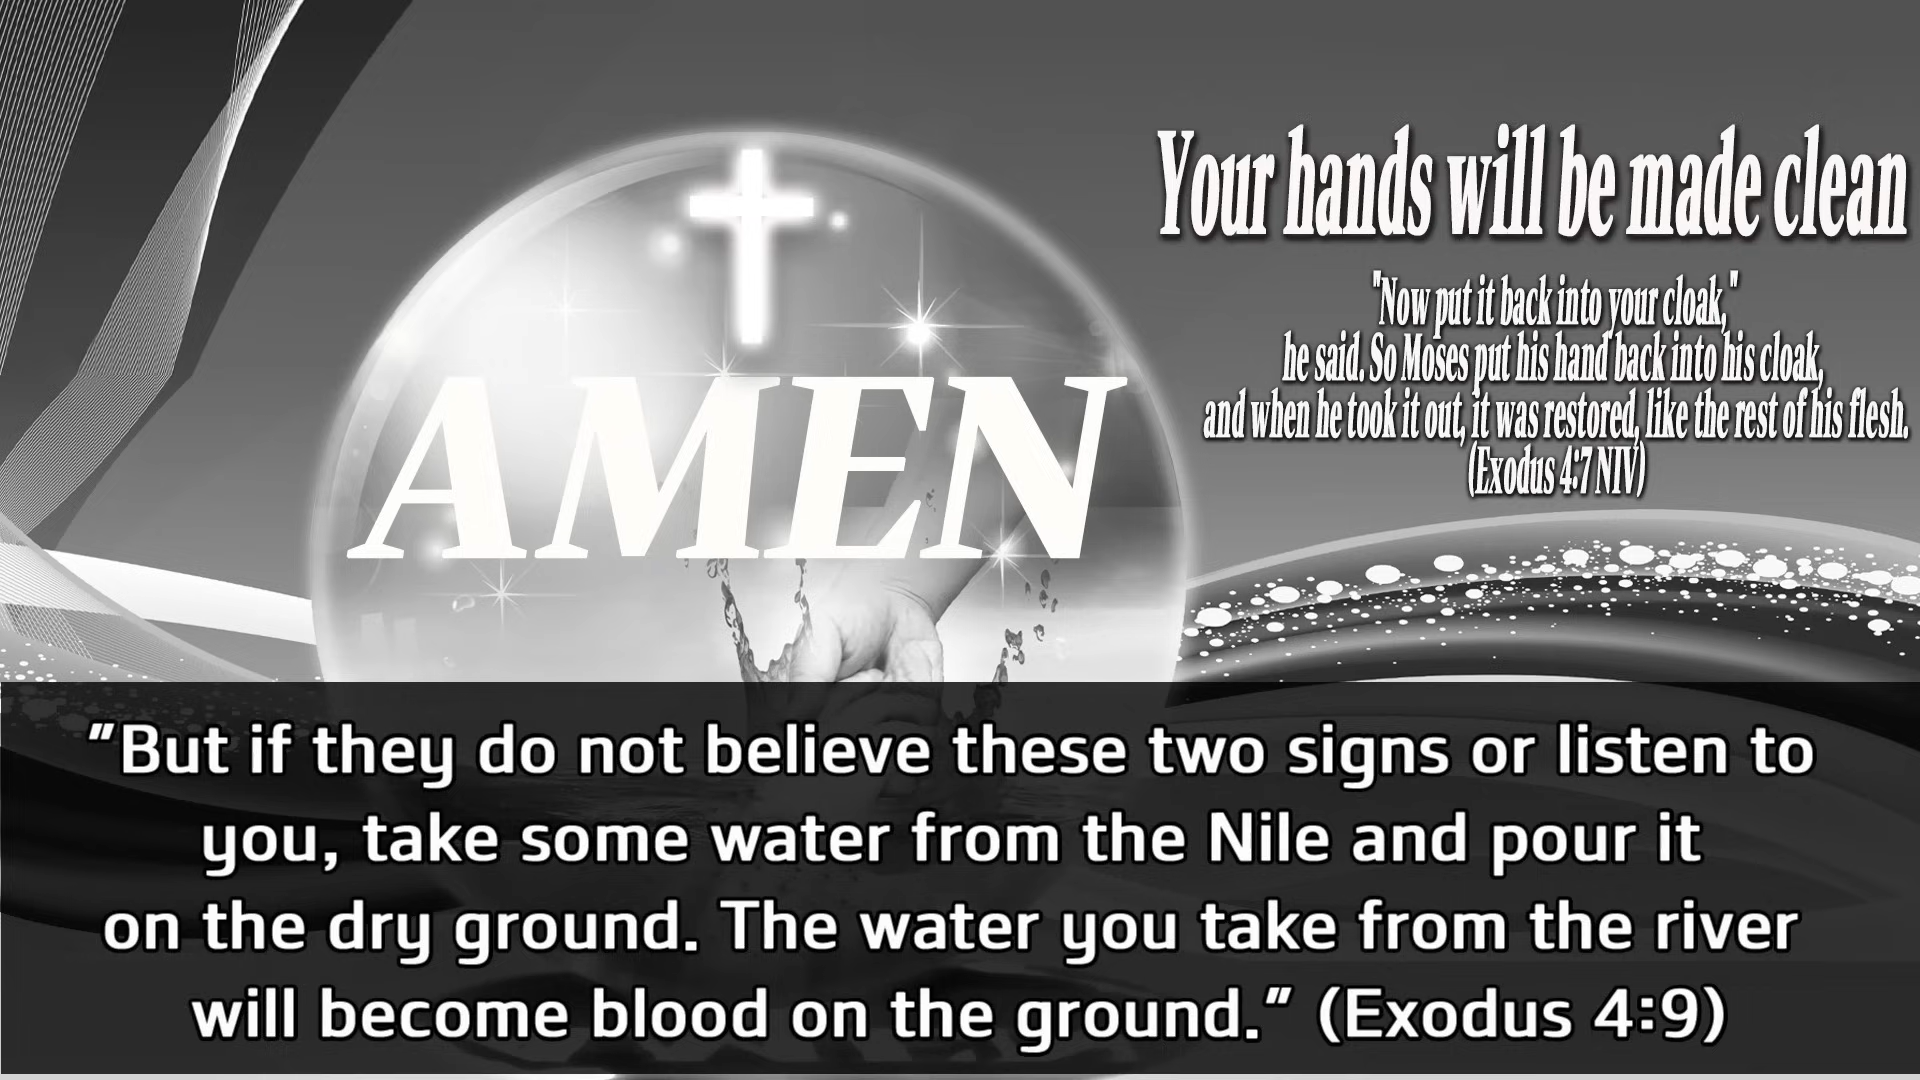 Your hands will be made clean
"Now put it back into your cloak,"
he said. So Moses put his hand back into his cloak,
and when he took it out, it was restored, like the rest of his flesh.
(Exodus 4:7 NIV)
AMEN
"But if they do not believe these two signs or listen to
you, take some water from the Nile and pour it
on the dry ground. The water you take from the river
will become blood on the ground." (Exodus 4:9)